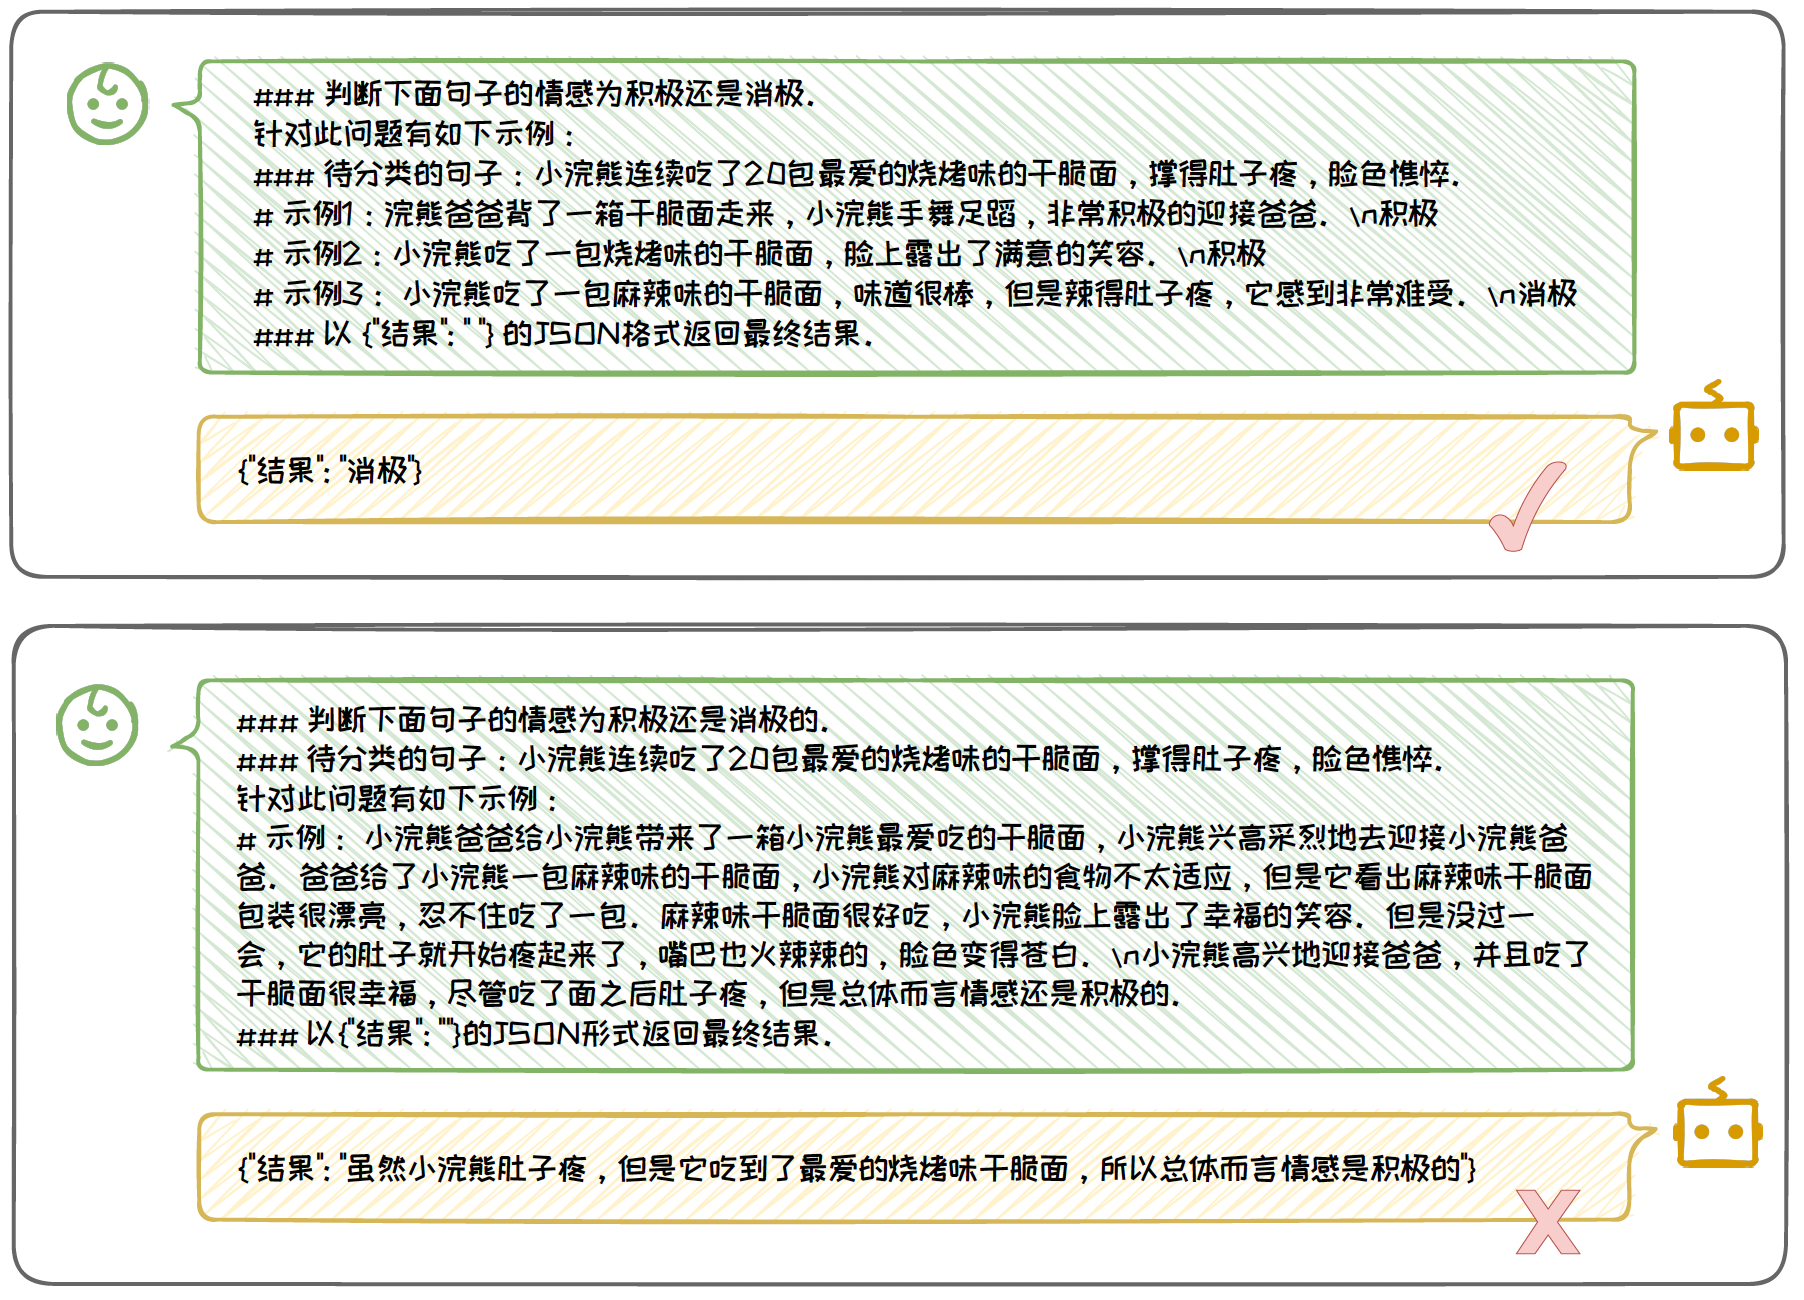 ### 判断下面句子的情感为积极还是消极.
针对此问题有如下示例：
### 待分类的句子：小浣熊连续吃了20包最爱的烧烤味的干脆面，撑得肚子疼，脸色憔悴.
# 示例1：浣熊爸爸背了一箱干脆面走来，小浣熊手舞足蹈，非常积极的迎接爸爸. \n积极
# 示例2：小浣熊吃了一包烧烤味的干脆面，脸上露出了满意的笑容. \n积极
# 示例3： 小浣熊吃了一包麻辣味的干脆面，味道很棒，但是辣得肚子疼，它感到非常难受. \n消极
### 以 {"结果": " "} 的JSON格式返回最终结果.
{"结果": "消极"}
### 判断下面句子的情感为积极还是消极的.
### 待分类的句子：小浣熊连续吃了20包最爱的烧烤味的干脆面，撑得肚子疼，脸色憔悴.
针对此问题有如下示例：
# 示例： 小浣熊爸爸给小浣熊带来了一箱小浣熊最爱吃的干脆面，小浣熊兴高采烈地去迎接小浣熊爸
爸. 爸爸给了小浣熊一包麻辣味的干脆面，小浣熊对麻辣味的食物不太适应，但是它看出麻辣味干脆面
包装很漂亮，忍不住吃了一包. 麻辣味干脆面很好吃，小浣熊脸上露出了幸福的笑容. 但是没过一
会，它的肚子就开始疼起来了，嘴巴也火辣辣的，脸色变得苍白. \n小浣熊高兴地迎接爸爸，并且吃了
干脆面很幸福，尽管吃了面之后肚子疼，但是总体而言情感还是积极的.
### 以{"结果": ""}的JSON形式返回最终结果.
{"结果": "虽然小浣熊肚子疼，但是它吃到了最爱的烧烤味干脆面，所以总体而言情感是积极的"}